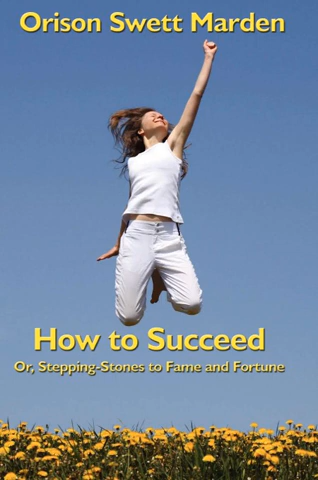 Orison Swett Marden
How to Succeed
Or, Stepping-Stones to Fame and Fortune